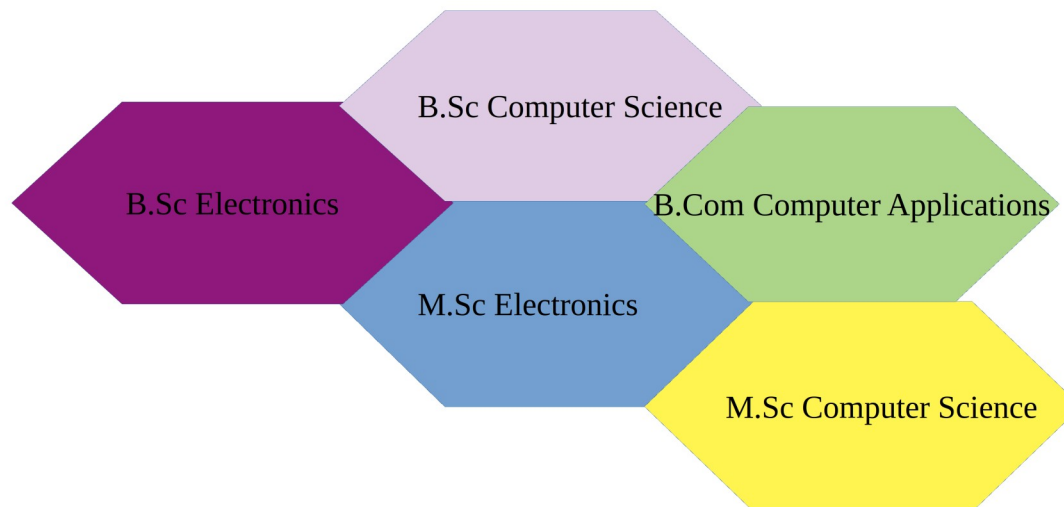 B.Sc Computer Science
B.Sc Electronics
B.Com Computer Applications
M.Sc Electronics
M.Sc Computer Science